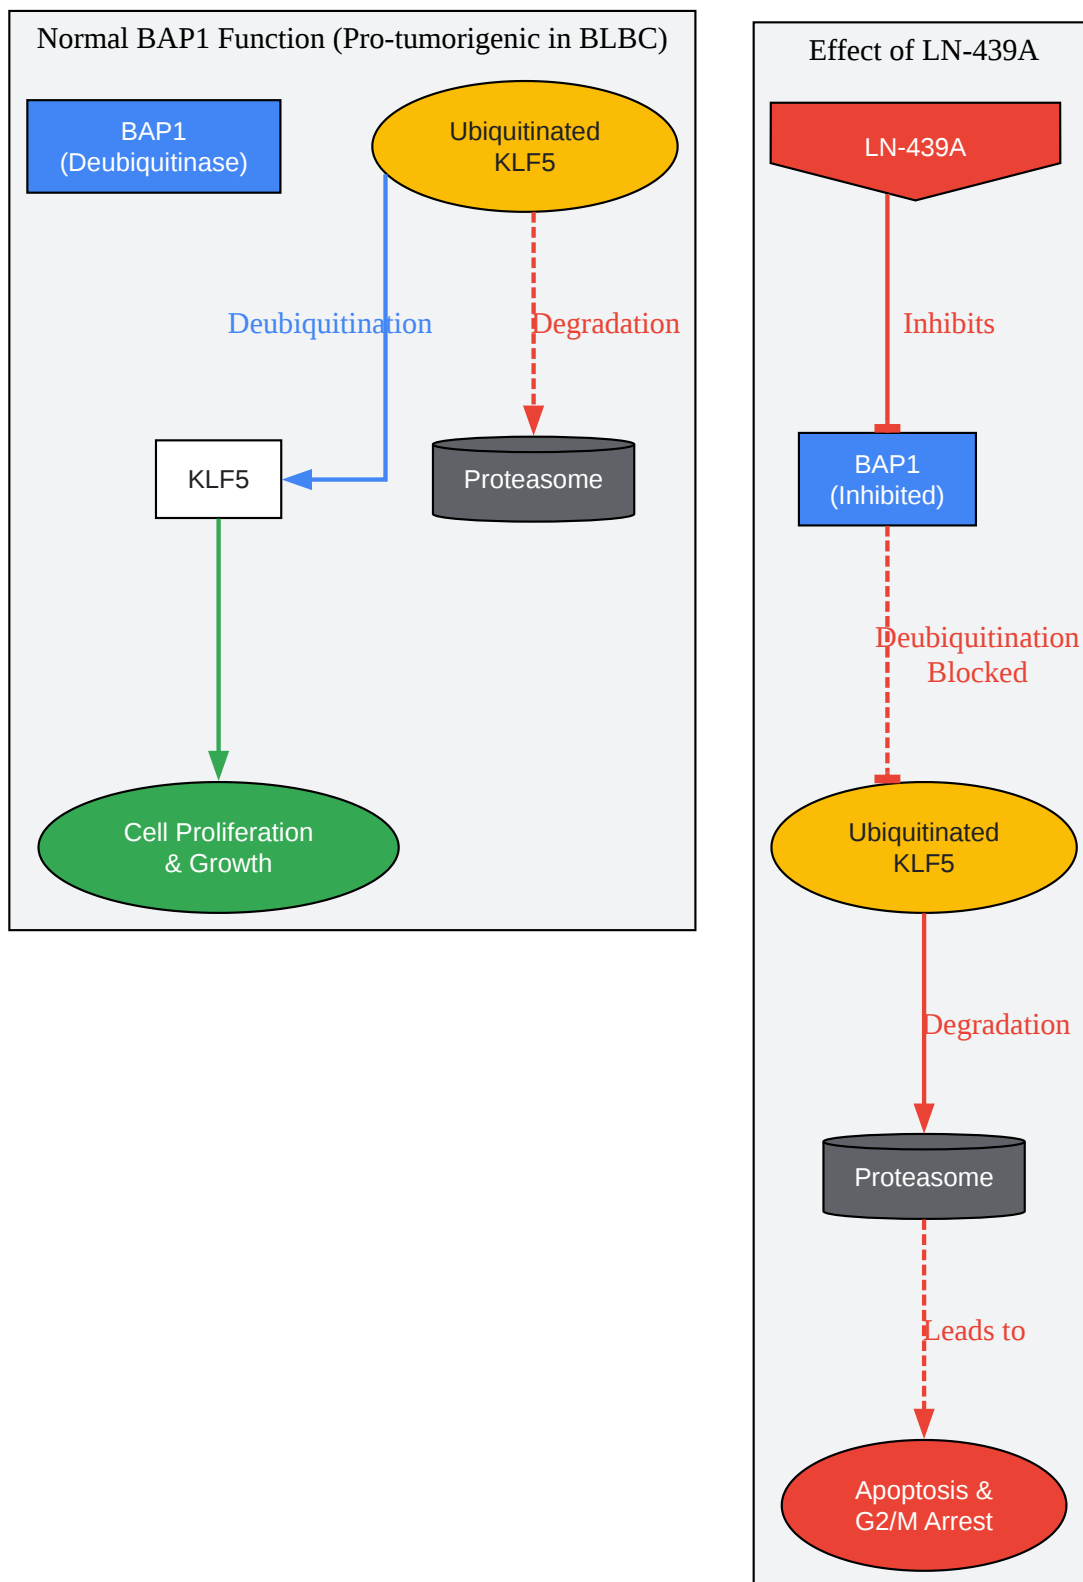 Normal BAP1 Function (Pro-tumorigenic in BLBC)
BAP1
(Deubiquitinase)
Ubiquitinated
KLF5
Deubiquitination
Degradation
KLF5
Proteasome
Cell Proliferation
& Growth
Effect of LN-439A
LN-439A
Inhibits
BAP1
(Inhibited)
Deubiquitination
Blocked
Ubiquitinated
KLF5
Degradation
Proteasome
Leads to
Apoptosis &
G2/M Arrest